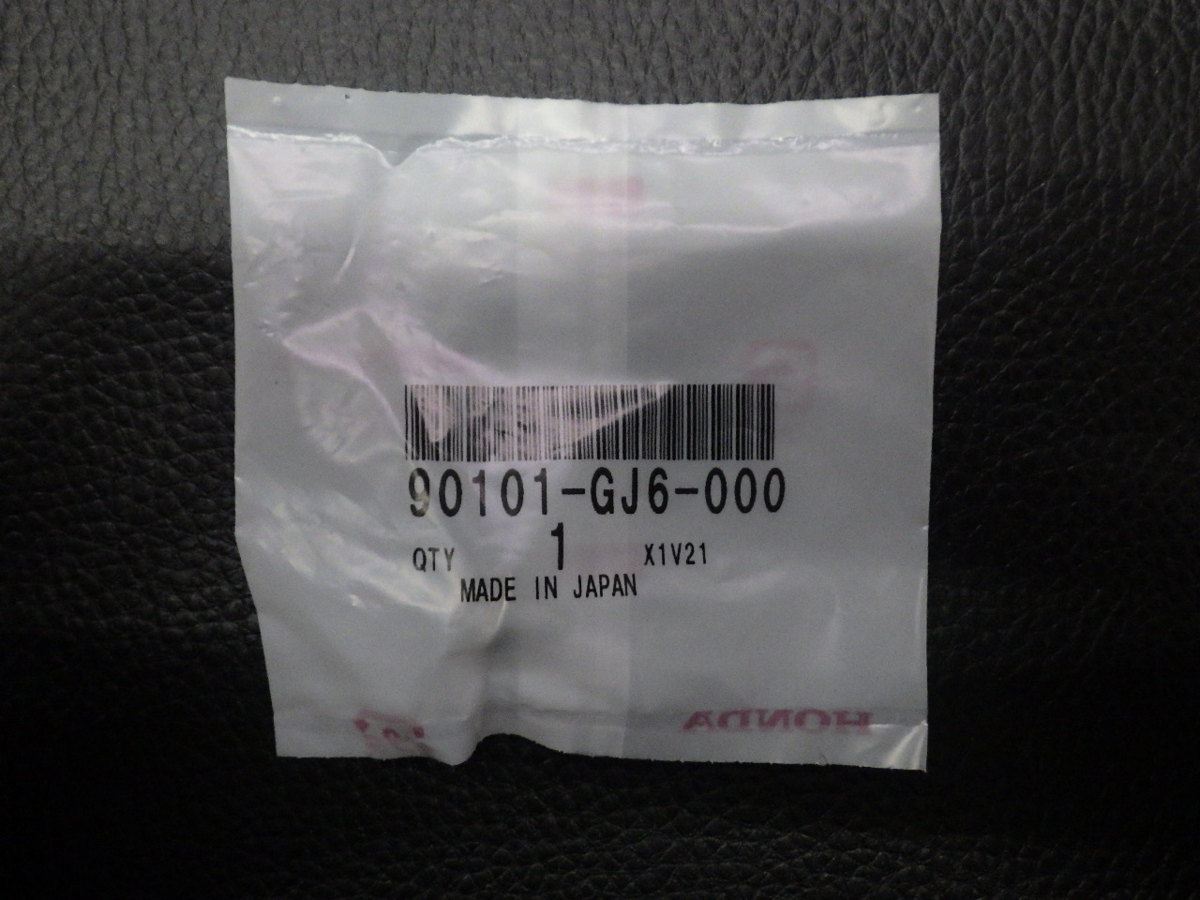 90101-GJ6-000
QTY 1 X1V21
MADE IN JAPAN
HONDA